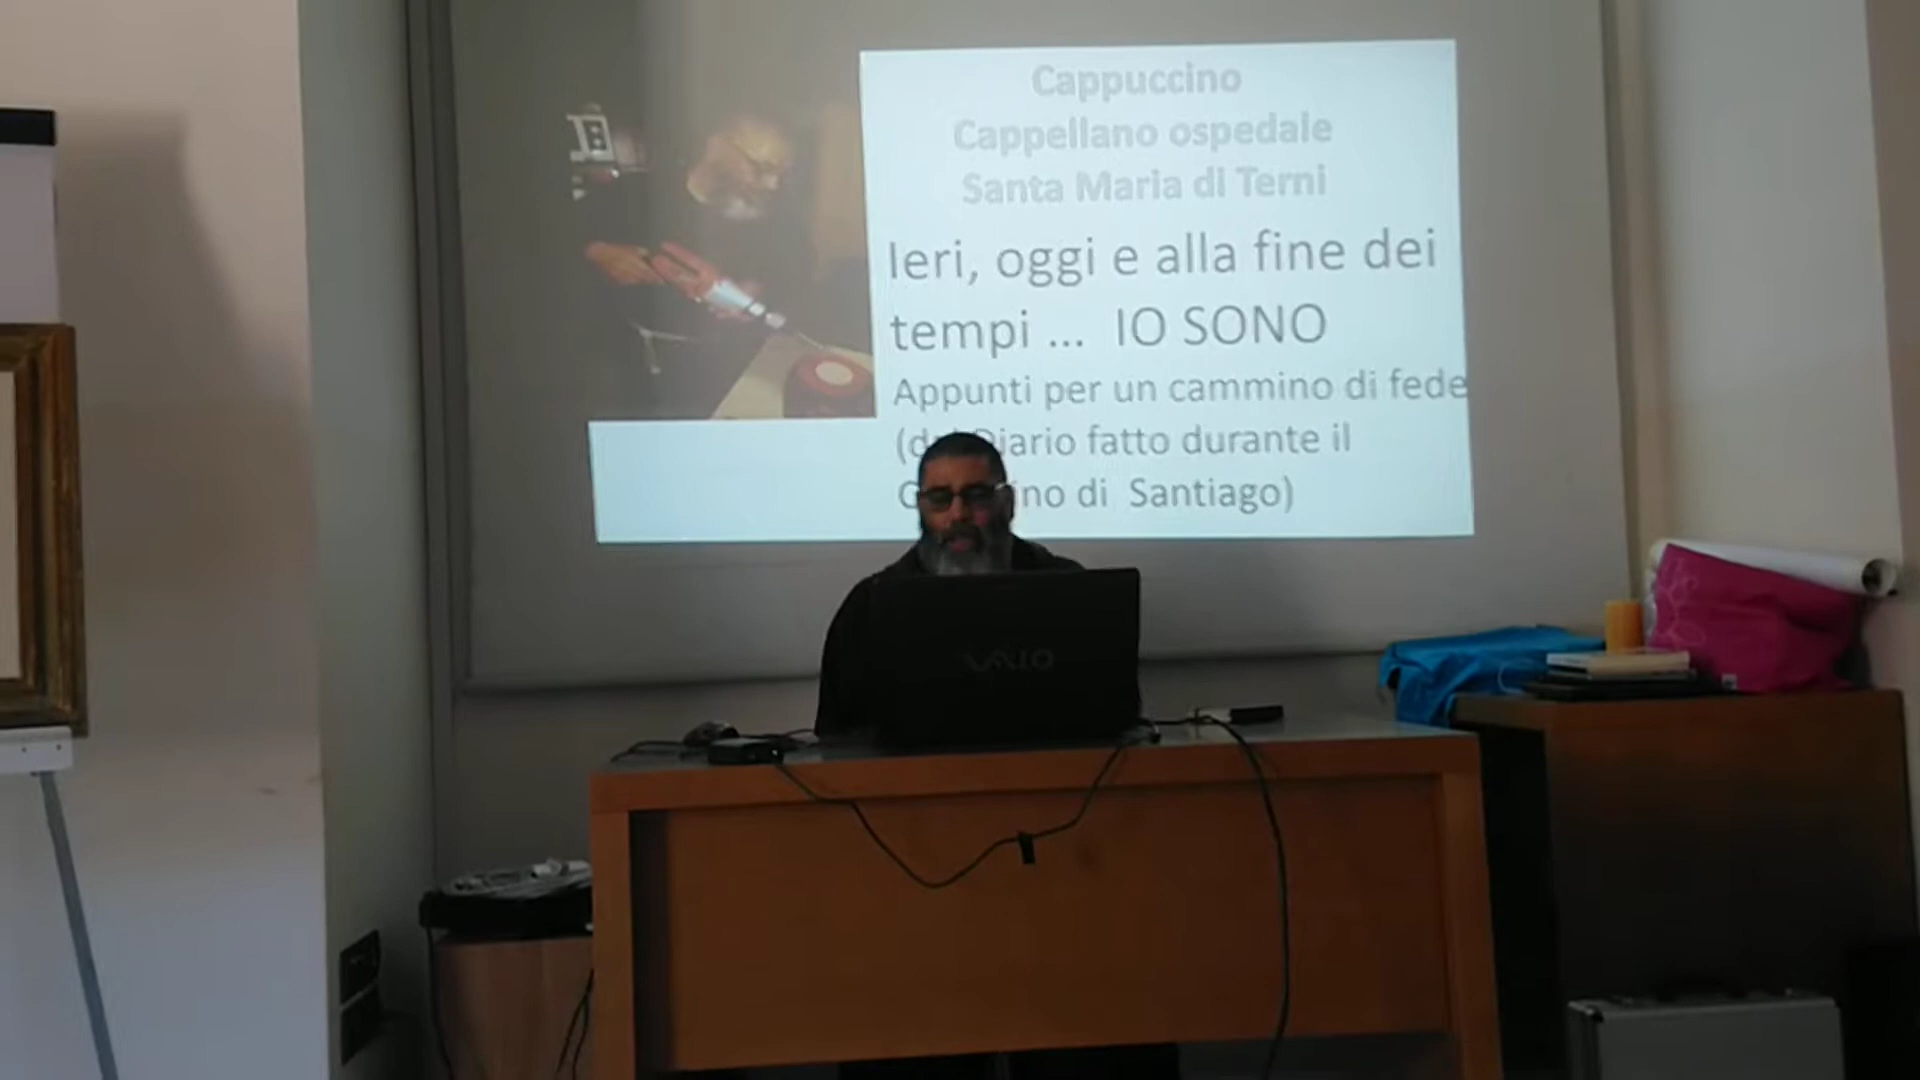 Cappuccino
Cappellano ospedale
Santa Maria di Terni
Ieri, oggi e alla fine dei
tempi ... IO SONO
Appunti per un cammino di fede
Diario fatto durante il
di Santiago)
VAIO